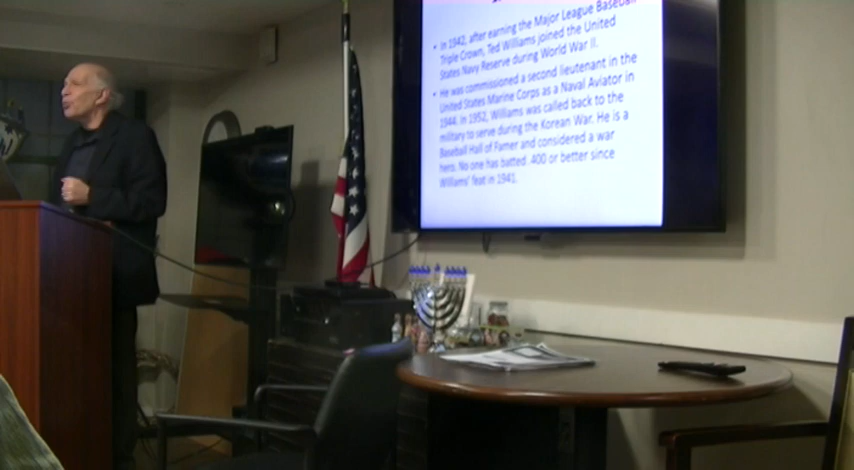 • In 1942, after earning the Major League Baseball
Triple Crown, Ted Williams joined the United
States Navy Reserve during World War II.
• He was commissioned a second lieutenant in the
United States Marine Corps as a Naval Aviator in
1944. In 1952, Williams was called back to the
military to serve during the Korean War. He is a
Baseball Hall of Famer and considered a war
hero. No one has batted. 400 or better since
Williams' feat in 1941.